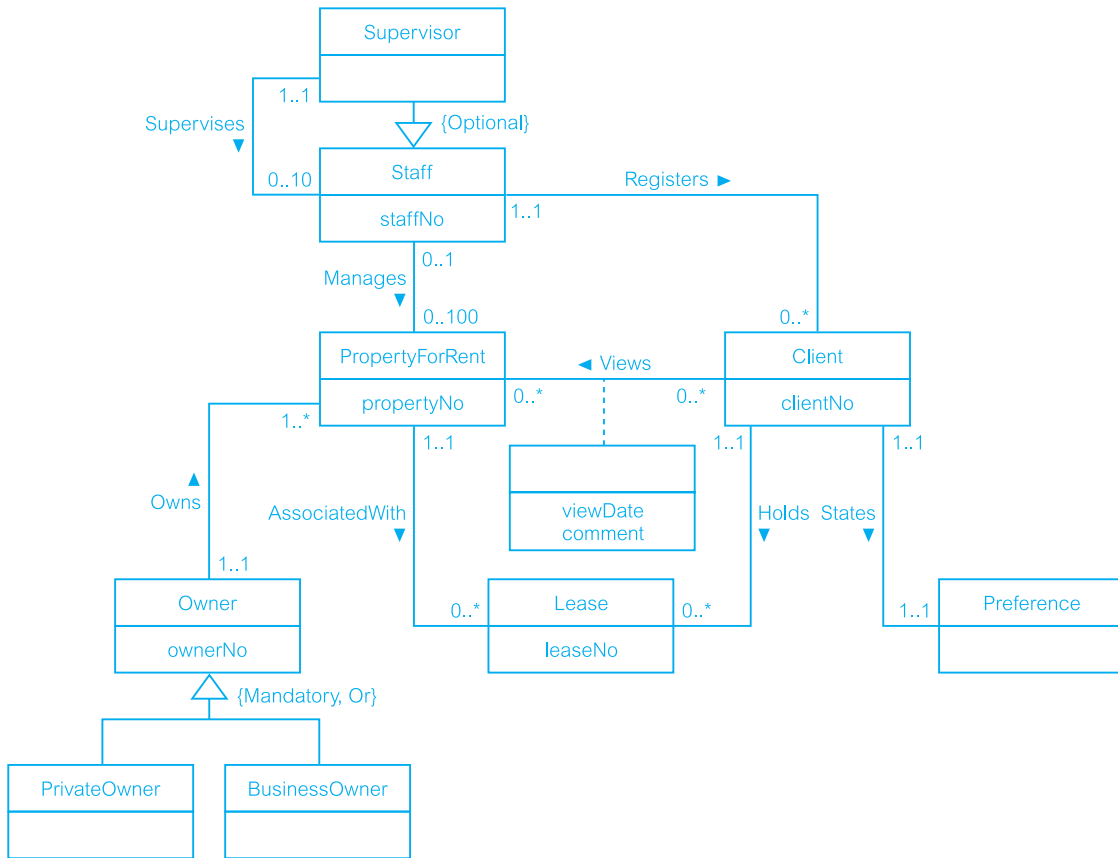 Supervisor
1..1
Supervises
▼
{Optional}
0..10
Staff
staffNo
Registers ►
1..1
0..1
Manages
▼
0..100
0..*
PropertyForRent
propertyNo
◄ Views
0..*
0..*
Client
clientNo
1..*
1..1
1..1
1..1
▲
Owns
AssociatedWith
▼
viewDate
comment
Holds
▼
States
▼
1..1
Owner
ownerNo
0..*
Lease
leaseNo
0..*
1..1
Preference
{Mandatory, Or}
PrivateOwner
BusinessOwner